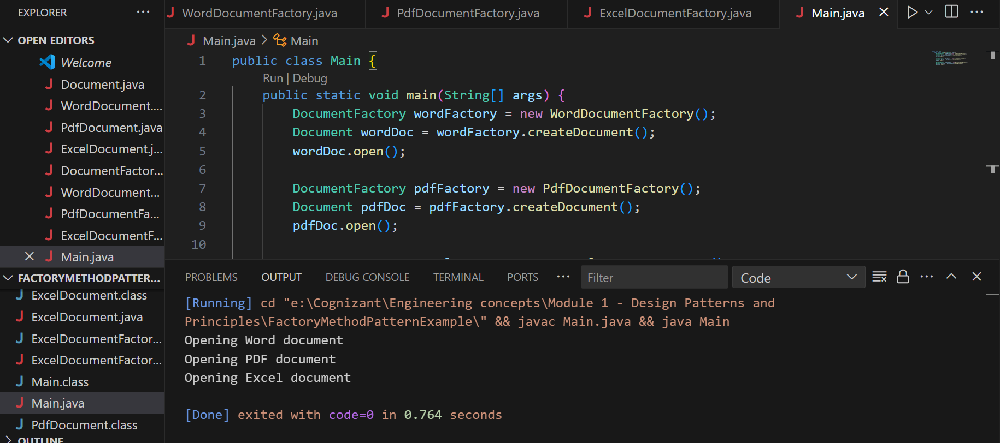 EXPLORER
OPEN EDITORS
Welcome
Document.java
WordDocument....
PdfDocument.java
ExcelDocument.j...
DocumentFactor...
WordDocument...
PdfDocumentFa...
ExcelDocumentF...
Main.java
FACTORYMETHODPATTER...
ExcelDocument.class
ExcelDocument.java
ExcelDocumentFactor...
ExcelDocumentFactor...
Main.class
Main.java
PdfDocument.class
OUTLINE
WordDocumentFactory.java
PdfDocumentFactory.java
ExcelDocumentFactory.java
Main.java
Main.java > Main
1 public class Main {
Run | Debug
2 public static void main(String[] args) {
3 DocumentFactory wordFactory = new WordDocumentFactory();
4 Document wordDoc = wordFactory.createDocument();
5 wordDoc.open();
6
7 DocumentFactory pdfFactory = new PdfDocumentFactory();
8 Document pdfDoc = pdfFactory.createDocument();
9 pdfDoc.open();
10
PROBLEMS OUTPUT DEBUG CONSOLE TERMINAL PORTS Filter Code
[Running] cd "e:\Cognizant\Engineering concepts\Module 1 - Design Patterns and
Principles\FactoryMethodPatternExample\" && javac Main.java && java Main
Opening Word document
Opening PDF document
Opening Excel document
[Done] exited with code=0 in 0.764 seconds